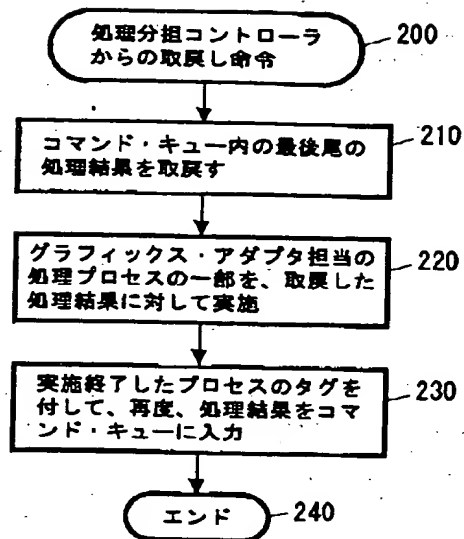 処理分担コントローラ
からの取戻し命令
200
コマンド・キュー内の最後尾の
処理結果を取戻す
210
グラフィックス・アダプタ担当の
処理プロセスの一部を、取戻した
処理結果に対して実施
220
実施終了したプロセスのタグを
付して、再度、処理結果をコマ
ンド・キューに入力
230
エンド
240